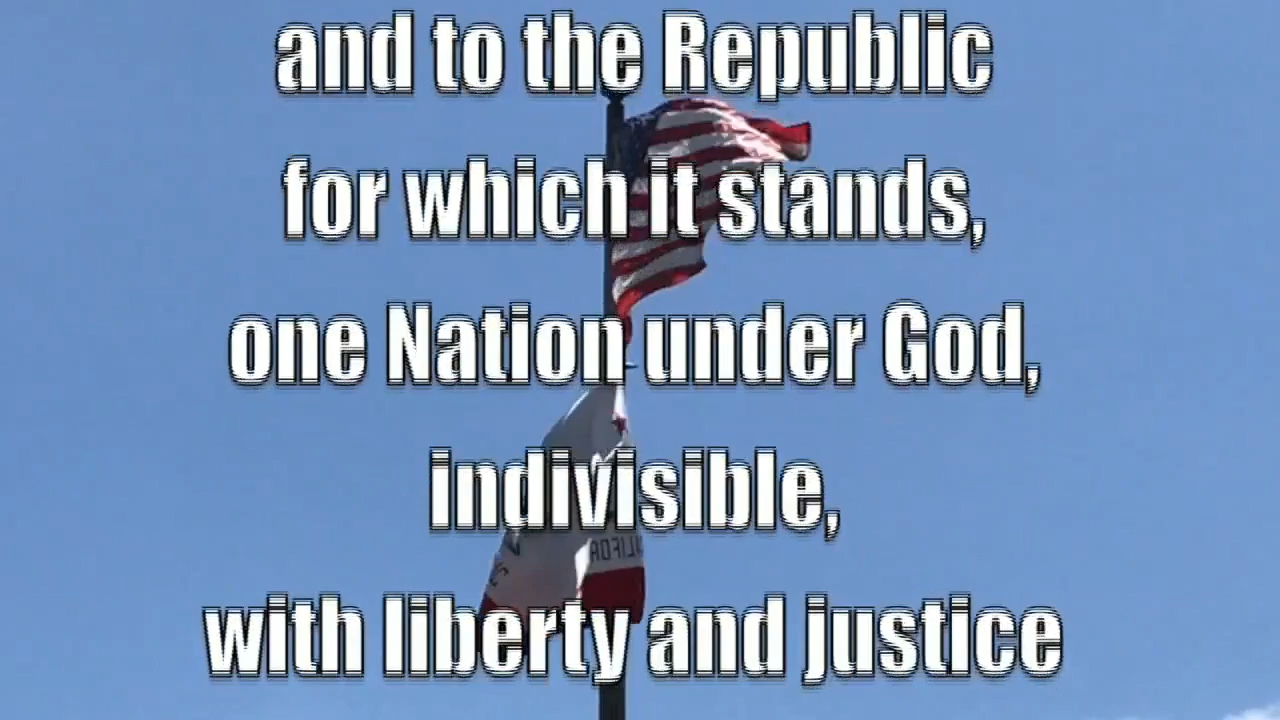 and to the Republic
for which it stands,
one Nation under God,
indivisible,
with liberty and justice